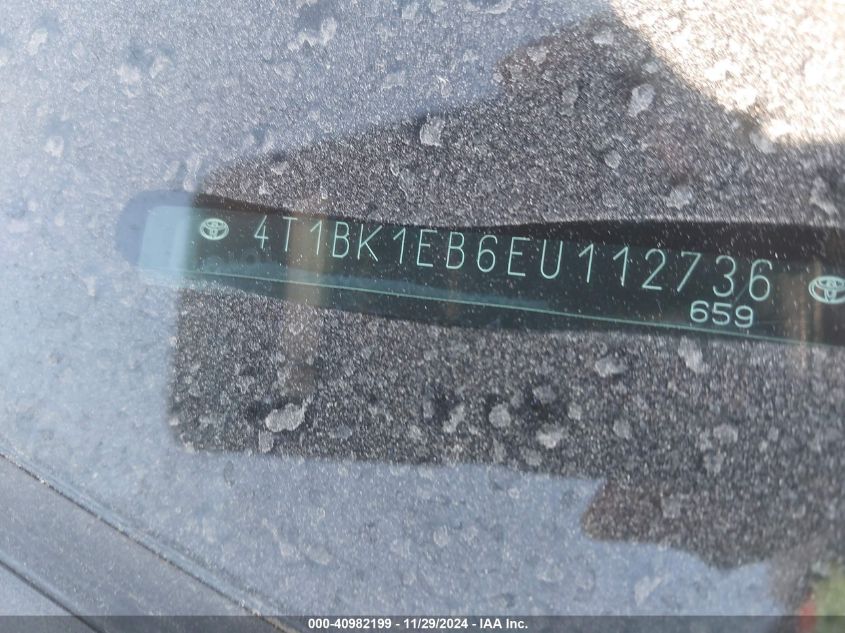 4T1BK1EB6EU112736
659
000-40982199 - 11/29/2024 - IAA Inc.